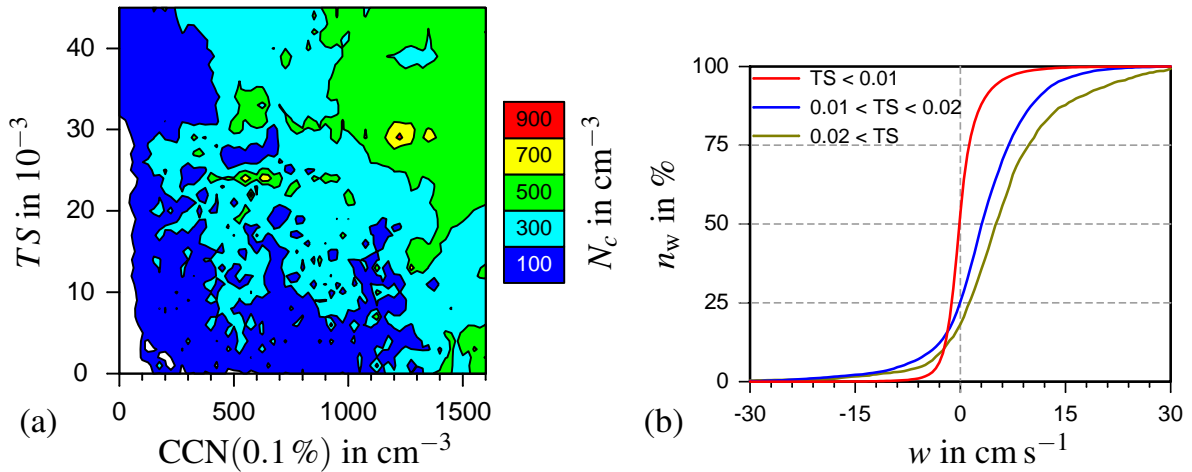 40
30
20
10
0
TS in 10⁻³
0
500
1000
1500
CCN(0.1 %) in cm⁻³
(a)
900
700
500
300
100
N_c in cm⁻³
100
75
50
25
0
n_w in %
TS < 0.01
0.01 < TS < 0.02
0.02 < TS
-30
-15
0
15
30
w in cm s⁻¹
(b)